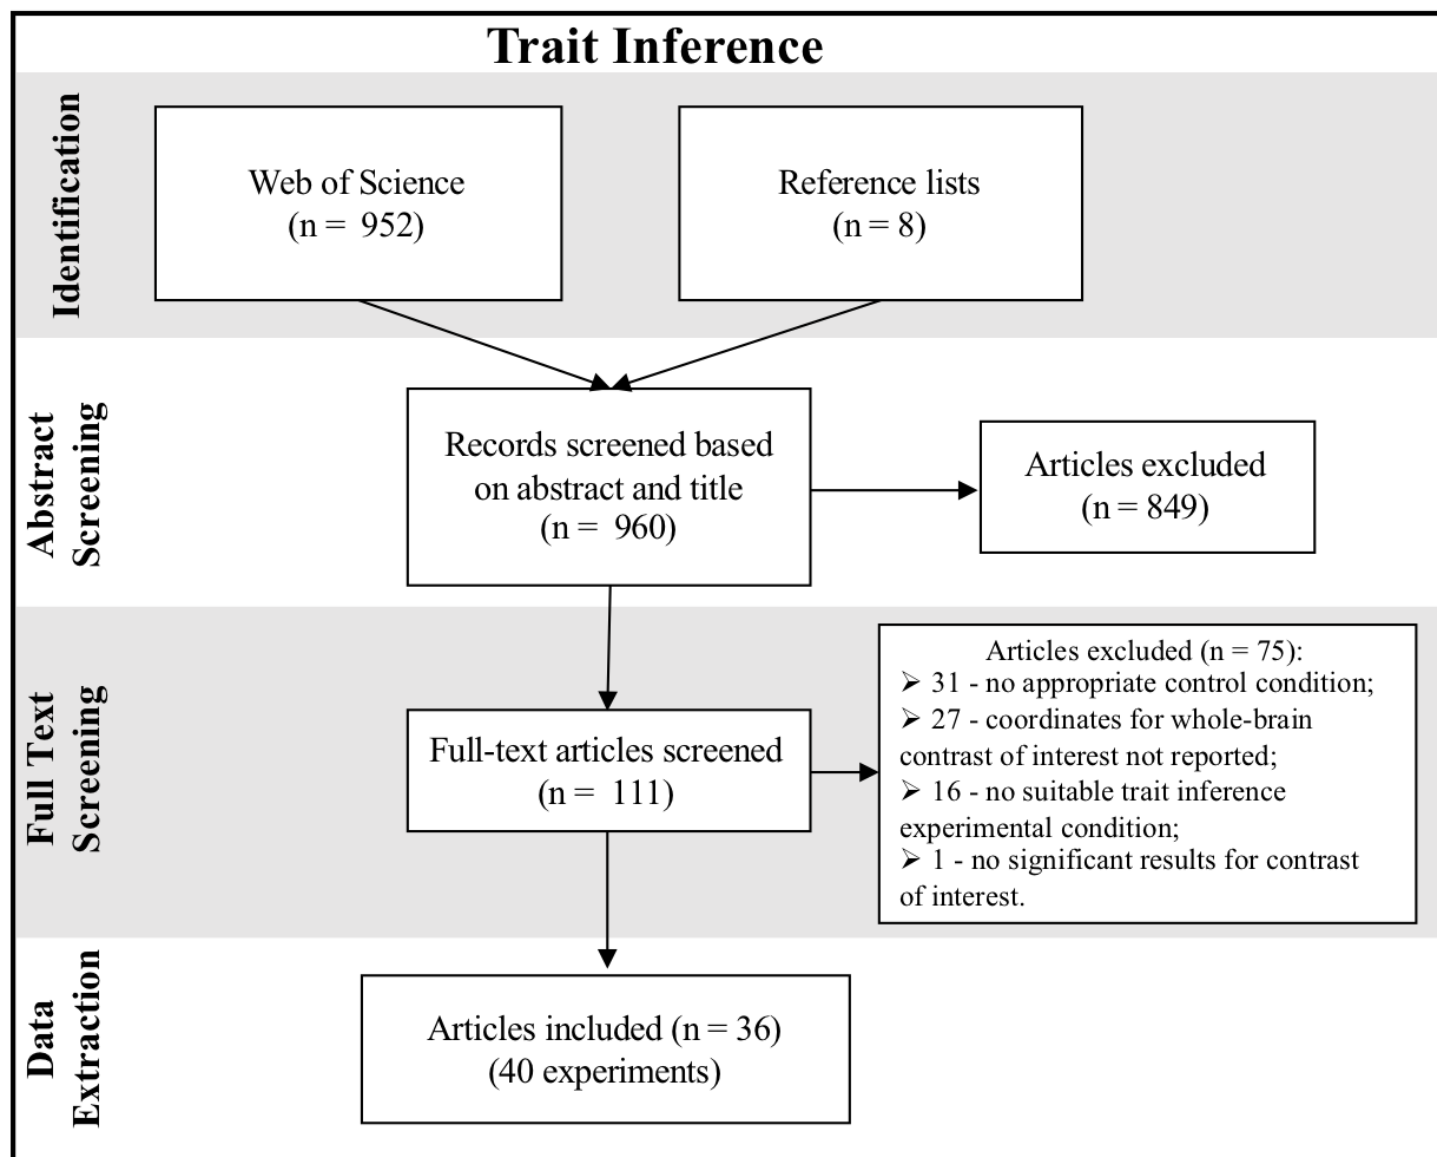 Trait Inference
Identification
Web of Science
(n = 952)
Reference lists
(n = 8)
Abstract
Screening
Records screened based
on abstract and title
(n = 960)
Articles excluded
(n = 849)
Full Text
Screening
Full-text articles screened
(n = 111)
Articles excluded (n = 75):
➢ 31 - no appropriate control condition;
➢ 27 - coordinates for whole-brain
contrast of interest not reported;
➢ 16 - no suitable trait inference
experimental condition;
➢ 1 - no significant results for contrast
of interest.
Data
Extraction
Articles included (n = 36)
(40 experiments)